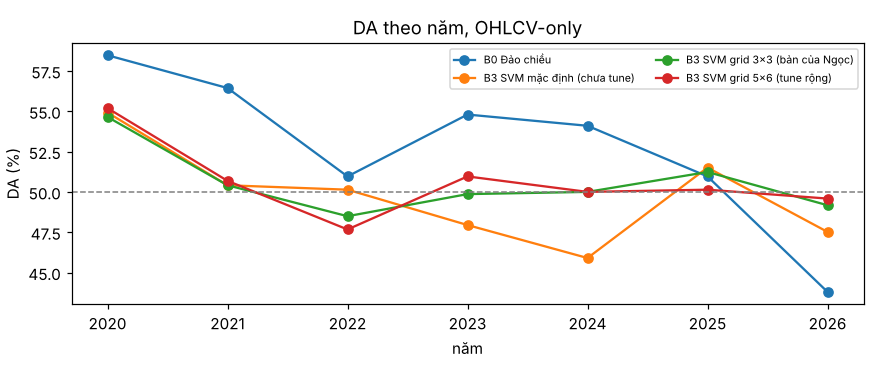 DA theo năm, OHLCV-only
B0 Đảo chiều
B3 SVM mặc định (chưa tune)
B3 SVM grid 3×3 (bản của Ngọc)
B3 SVM grid 5×6 (tune rộng)
DA (%)
57.5
55.0
52.5
50.0
47.5
45.0
2020 2021 2022 2023 2024 2025 2026
năm